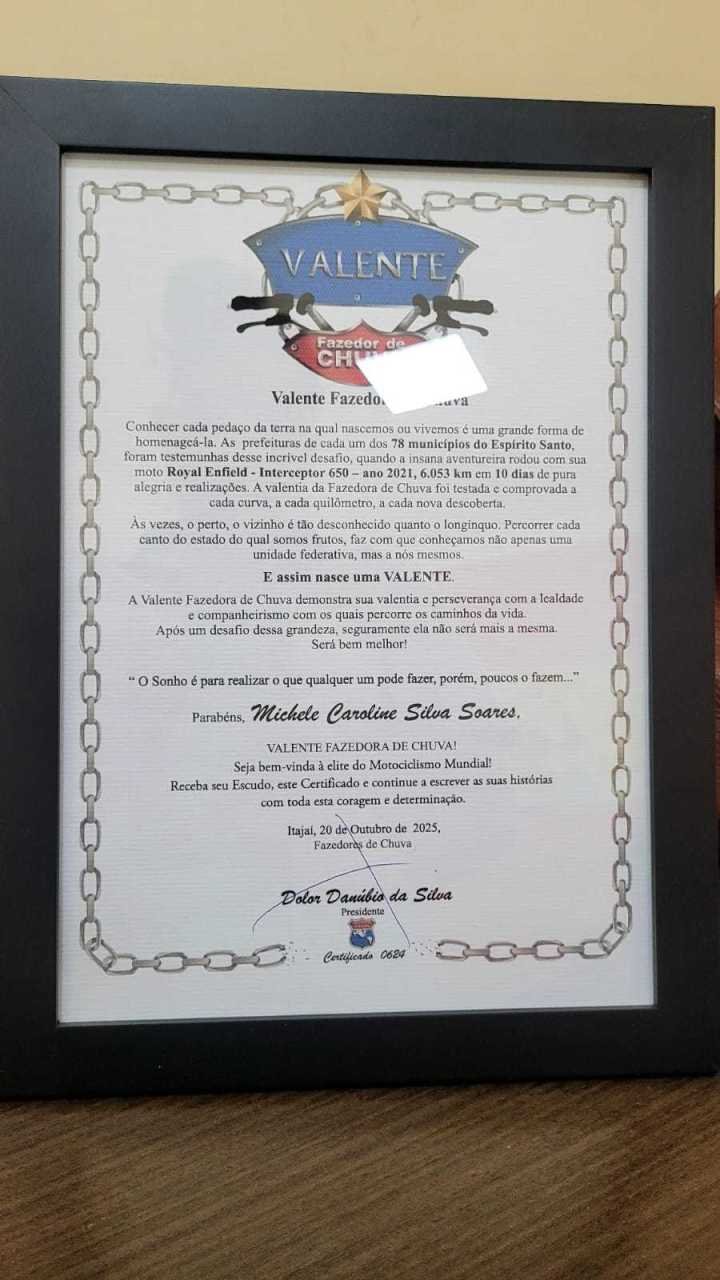 VALENTE
Fazedor de
Valente
Conhecer cada pedaço da terra na qual nascemos ou vivemos é uma grande forma de
homenageá-la. As prefeituras de cada um dos 78 municípios do Espírito Santo,
foram testemunhas desse incrível desafio, quando a insana aventureira rodou com sua
moto Royal Enfield - Interceptor 650 – ano 2021, 6.053 km em 10 dias de pura
alegria e realizações. A valentia da Fazedora de Chuva foi testada e comprovada a
cada curva, a cada quilômetro, a cada nova descoberta.
Às vezes, o perto, o vizinho é tão desconhecido quanto o longínquo. Percorrer cada
canto do estado do qual somos frutos, faz com que conheçamos não apenas uma
unidade federativa, mas a nós mesmos.
E assim nasce uma VALENTE.
A Valente Fazedora de Chuva demonstra sua valentia e perseverança com a lealdade
e companheirismo com os quais percorre os caminhos da vida.
Após um desafio dessa grandeza, seguramente ela não será mais a mesma.
Será bem melhor!
“ O Sonho é para realizar o que qualquer um pode fazer, porém, poucos o fazem...”
Parabéns, Michele Caroline Silva Soares,
VALENTE FAZEDORA DE CHUVA!
Seja bem-vinda à elite do Motociclismo Mundial!
Receba seu Escudo, este Certificado e continue a escrever as suas histórias
com toda esta coragem e determinação.
Itajaí, 20 de Outubro de 2025,
Fazedores de Chuva
Dolor Danúbio da Silva
Presidente
Certificado 0624